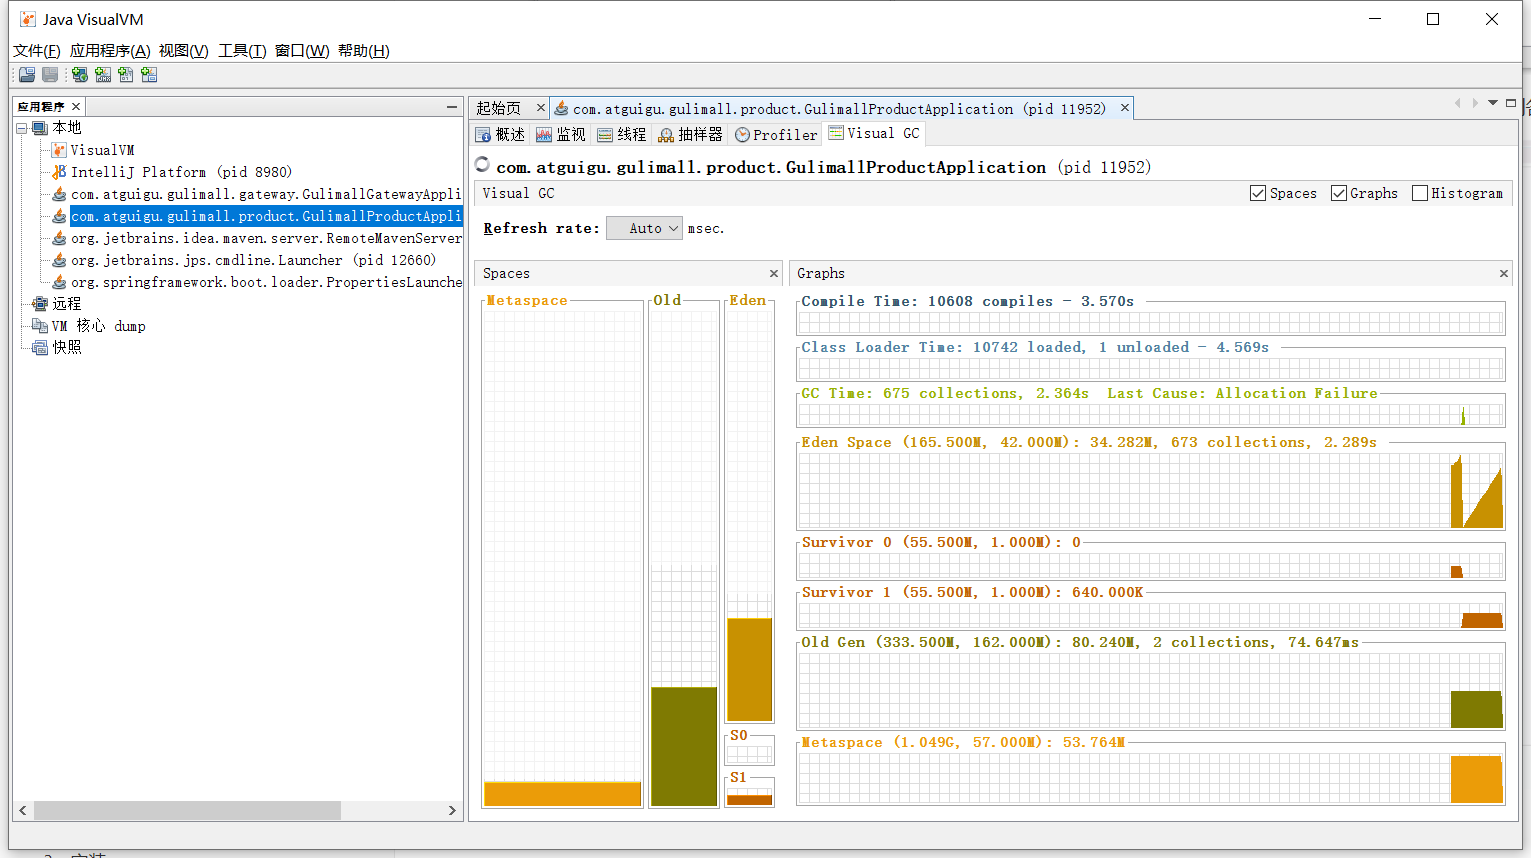 Java VisualVM
文件(F) 应用程序(A) 视图(V) 工具(T) 窗口(W) 帮助(H)
应用程序
本地
VisualVM
IntelliJ Platform (pid 8980)
com.atguigu.gulimall.gateway.GulimallGatewayAppli
com.atguigu.gulimall.product.GulimallProductAppli
org.jetbrains.idea.maven.server.RemoteMavenServer
org.jetbrains.jps.cmdline.Launcher (pid 12660)
org.springframework.boot.loader.PropertiesLaunche
远程
VM 核心 dump
快照
起始页 com.atguigu.gulimall.product.GulimallProductApplication (pid 11952)
概述 监视 线程 抽样器 Profiler Visual GC
com.atguigu.gulimall.product.GulimallProductApplication (pid 11952)
Visual GC Spaces Graphs Histogram
Refresh rate: Auto msec.
Spaces
Metaspace Old Eden
S0
S1
Graphs
Compile Time: 10608 compiles - 3.570s
Class Loader Time: 10742 loaded, 1 unloaded - 4.569s
GC Time: 675 collections, 2.364s Last Cause: Allocation Failure
Eden Space (165.500M, 42.000M): 34.282M, 673 collections, 2.289s
Survivor 0 (55.500M, 1.000M): 0
Survivor 1 (55.500M, 1.000M): 640.000K
Old Gen (333.500M, 162.000M): 80.240M, 2 collections, 74.647ms
Metaspace (1.049G, 57.000M): 53.764M